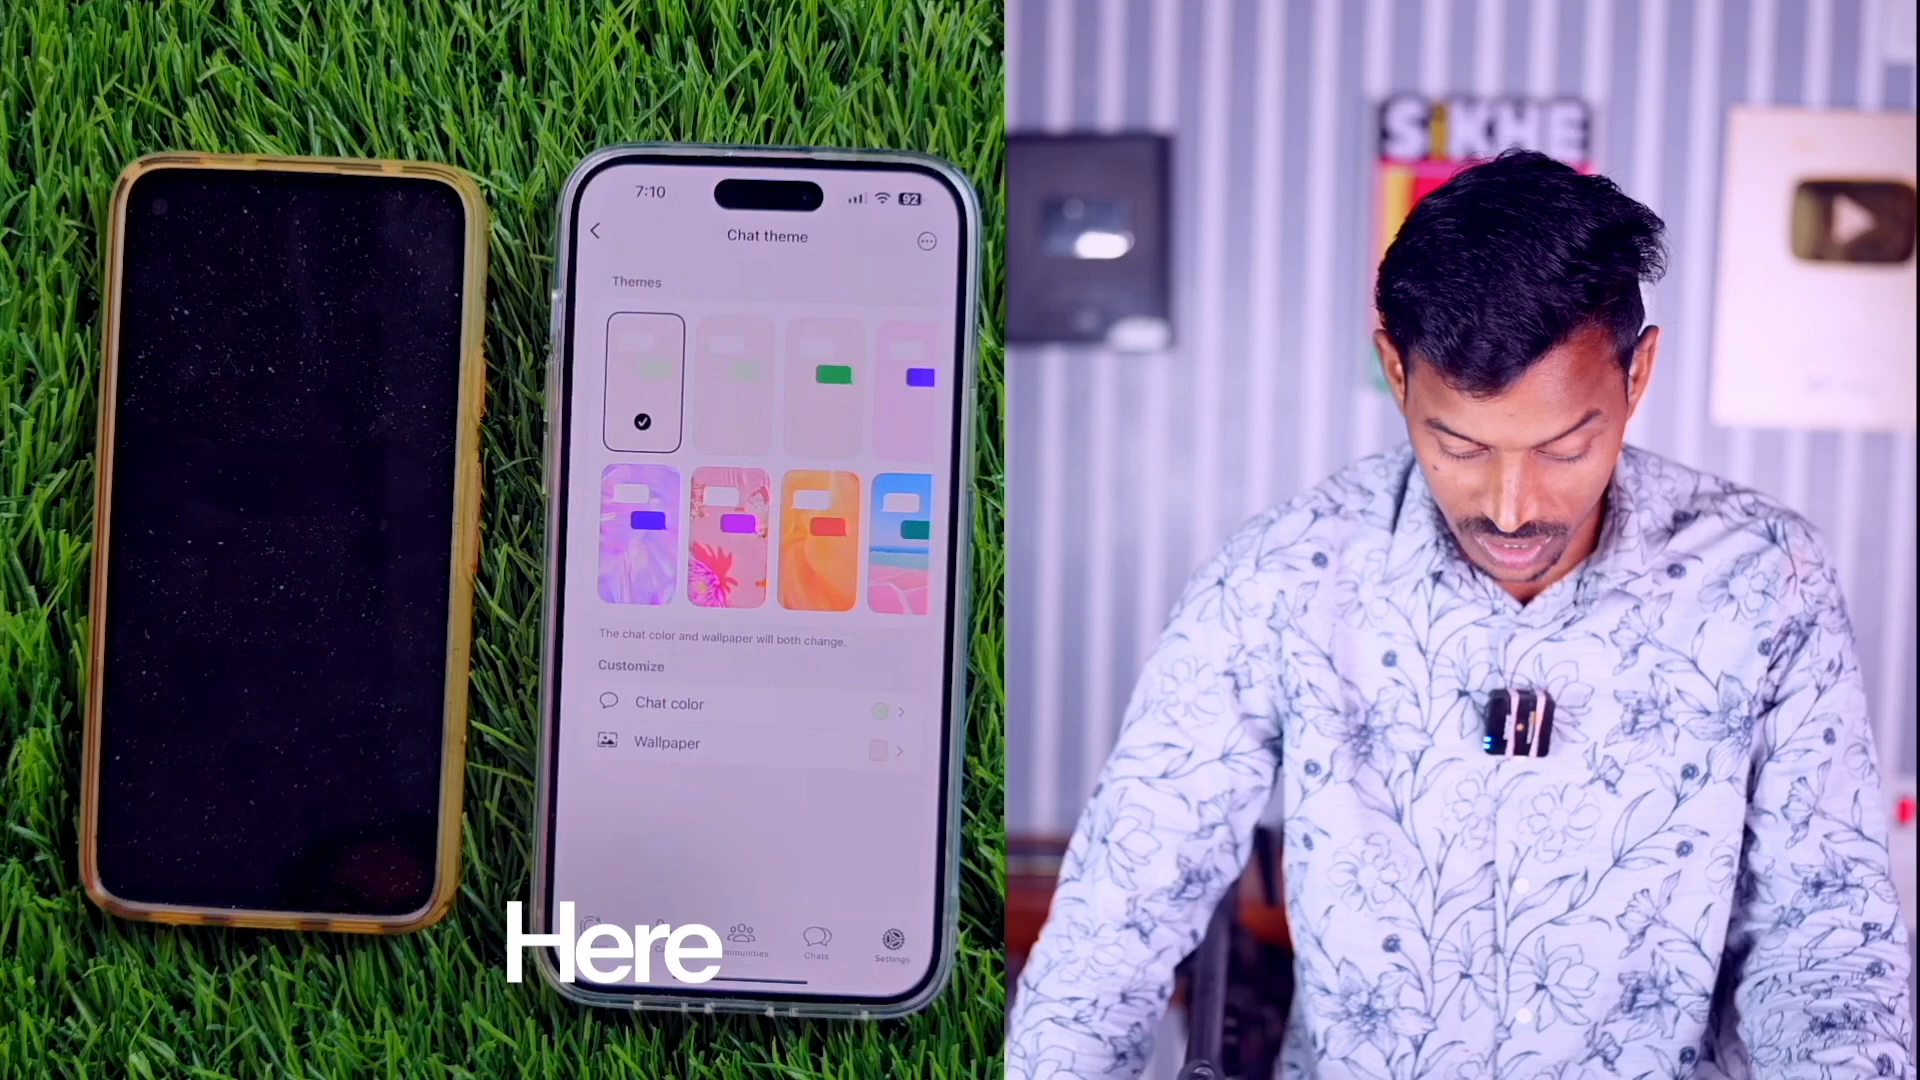 7:10
92
Chat theme
Themes
The chat color and wallpaper will both change.
Customize
Chat color
Wallpaper
Chats
Settings
Here
SiKHE